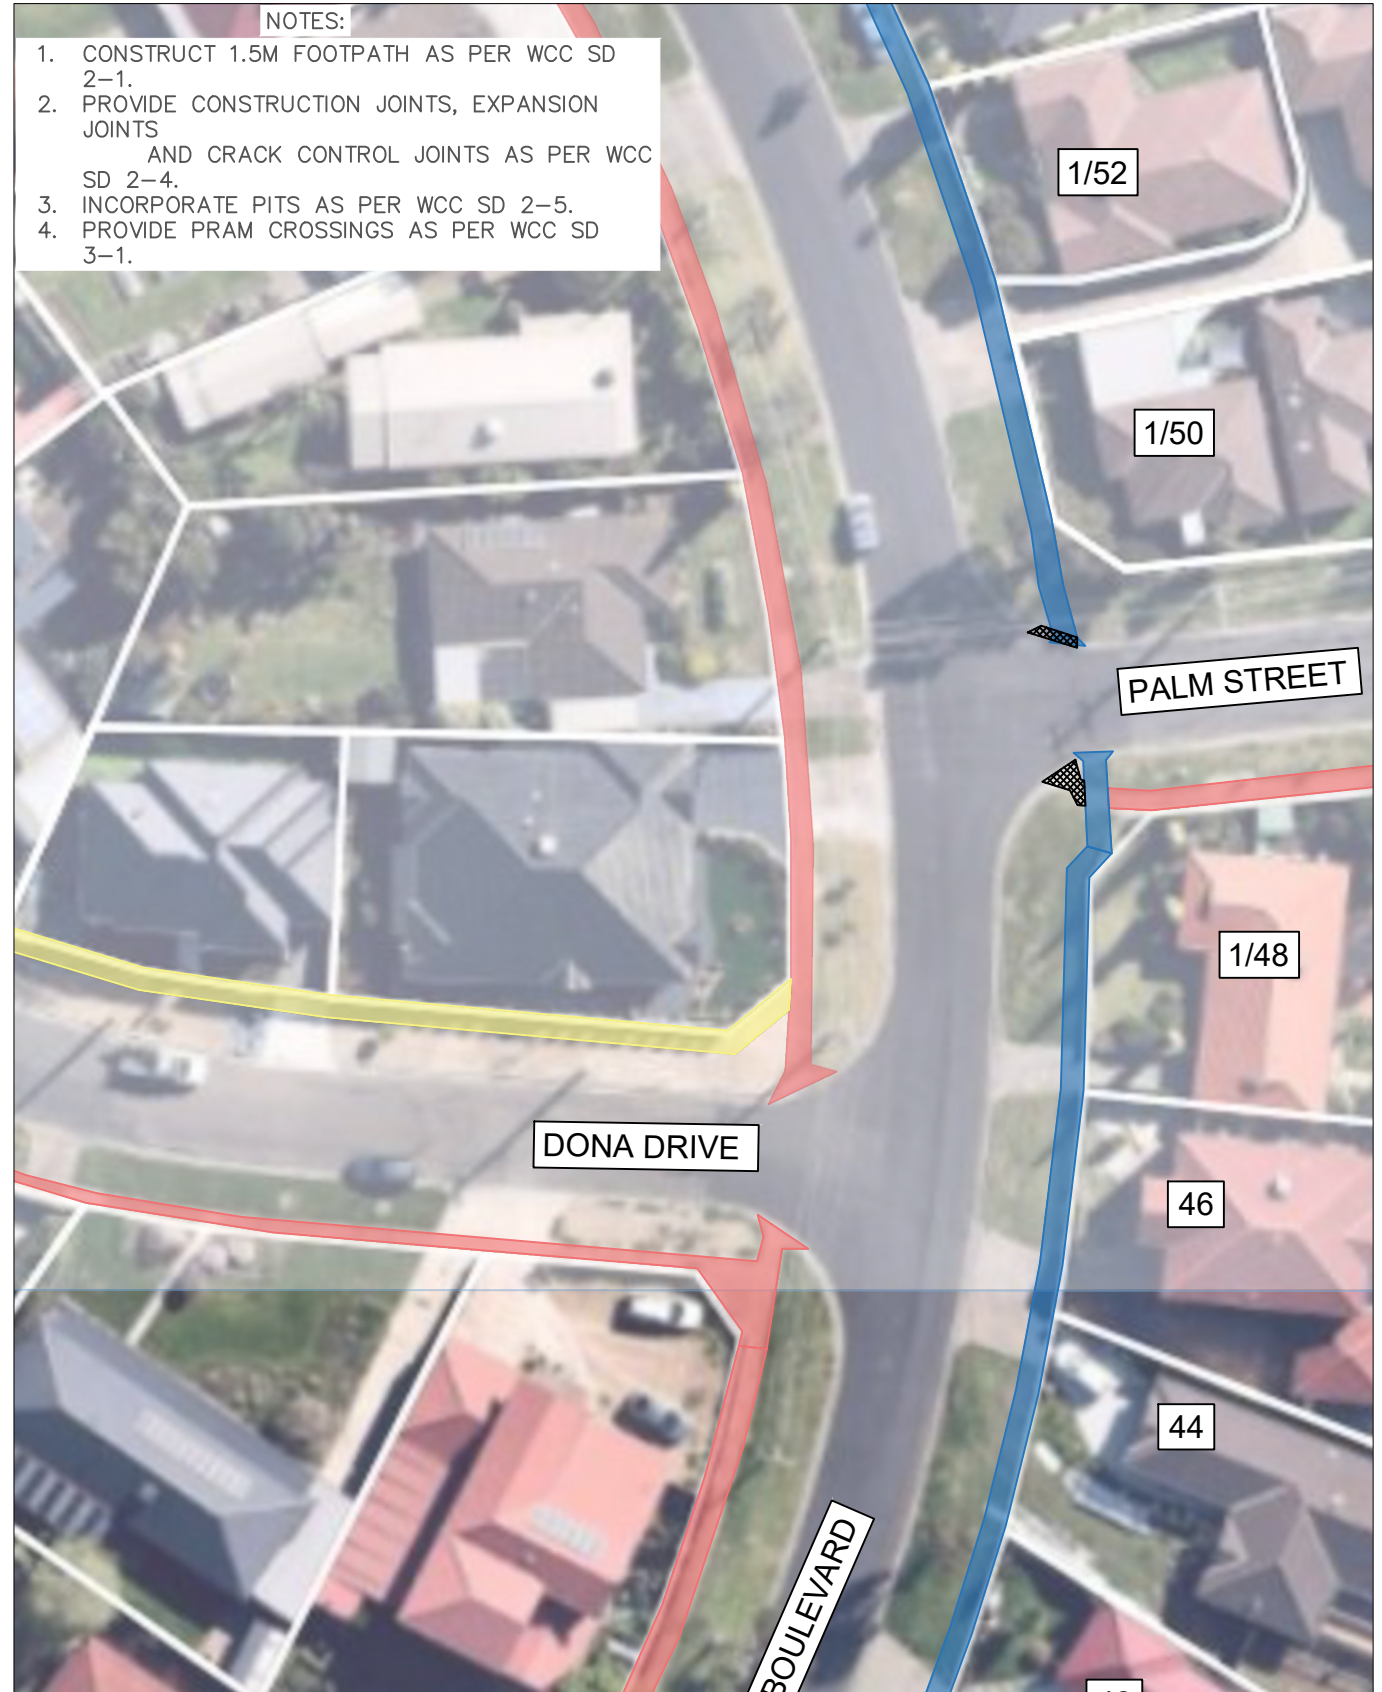 NOTES:
1. CONSTRUCT 1.5M FOOTPATH AS PER WCC SD
2-1.
2. PROVIDE CONSTRUCTION JOINTS, EXPANSION
JOINTS
AND CRACK CONTROL JOINTS AS PER WCC
SD 2-4.
3. INCORPORATE PITS AS PER WCC SD 2-5.
4. PROVIDE PRAM CROSSINGS AS PER WCC SD
3-1.
1/52
1/50
PALM STREET
1/48
DONA DRIVE
46
44
BOULEVARD